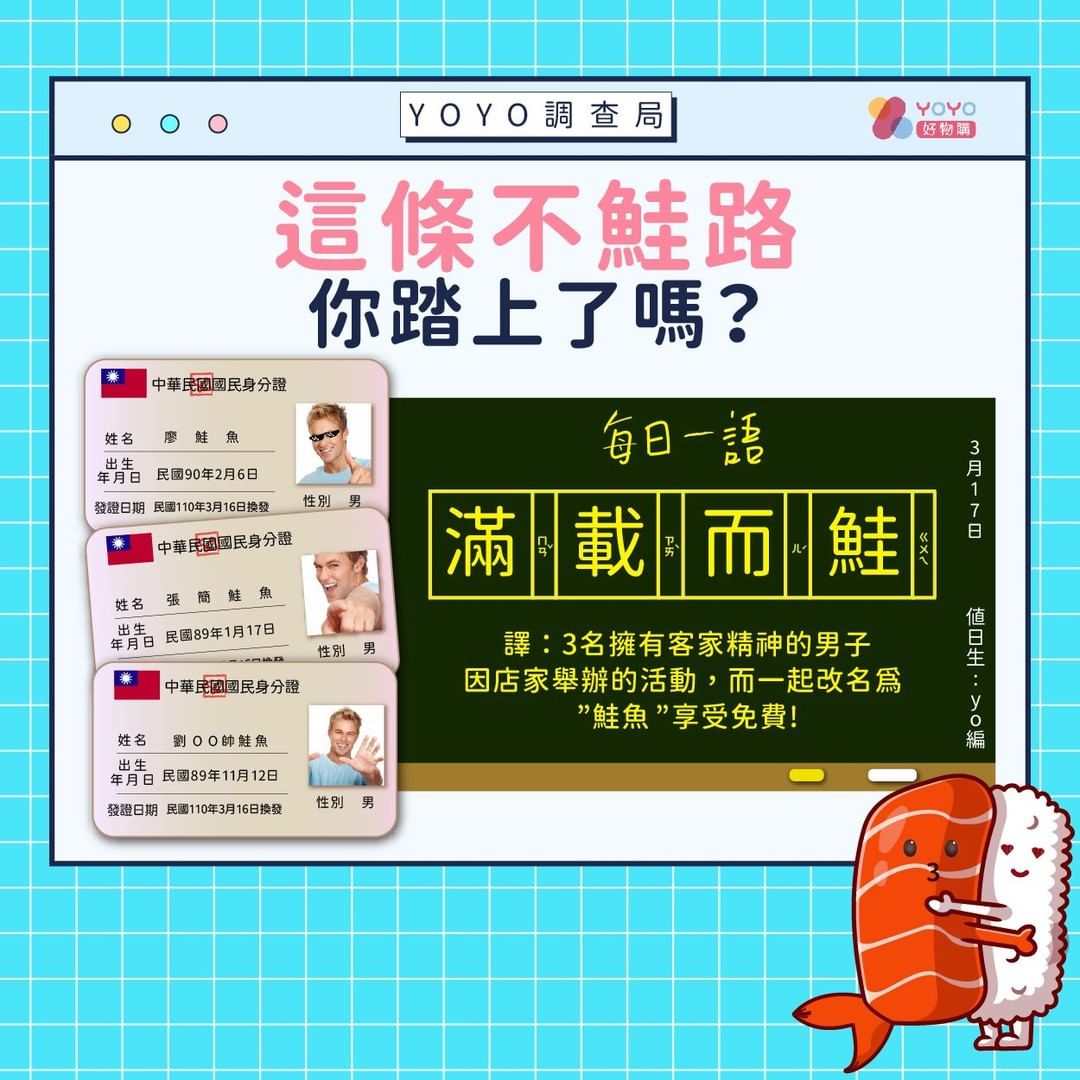 YOYO調查局
YOYO
好物購
這條不鮭路
你踏上了嗎?
中華民國國民身分證
姓名 廖鮭魚
出生年月日 民國90年2月6日
發證日期 民國110年3月16日換發
性別 男
中華民國國民身分證
姓名 張簡鮭魚
出生年月日 民國89年1月17日
性別 男
中華民國國民身分證
姓名 劉OO帥鮭魚
出生年月日 民國89年11月12日
發證日期 民國110年3月16日換發
性別 男
每日一語
滿ㄇㄢˇ載ㄗㄞˋ而ㄦˊ鮭ㄍㄨㄟ
譯:3名擁有客家精神的男子
因店家舉辦的活動,而一起改名為
”鮭魚”享受免費!
3月17日
值日生:yo編
3